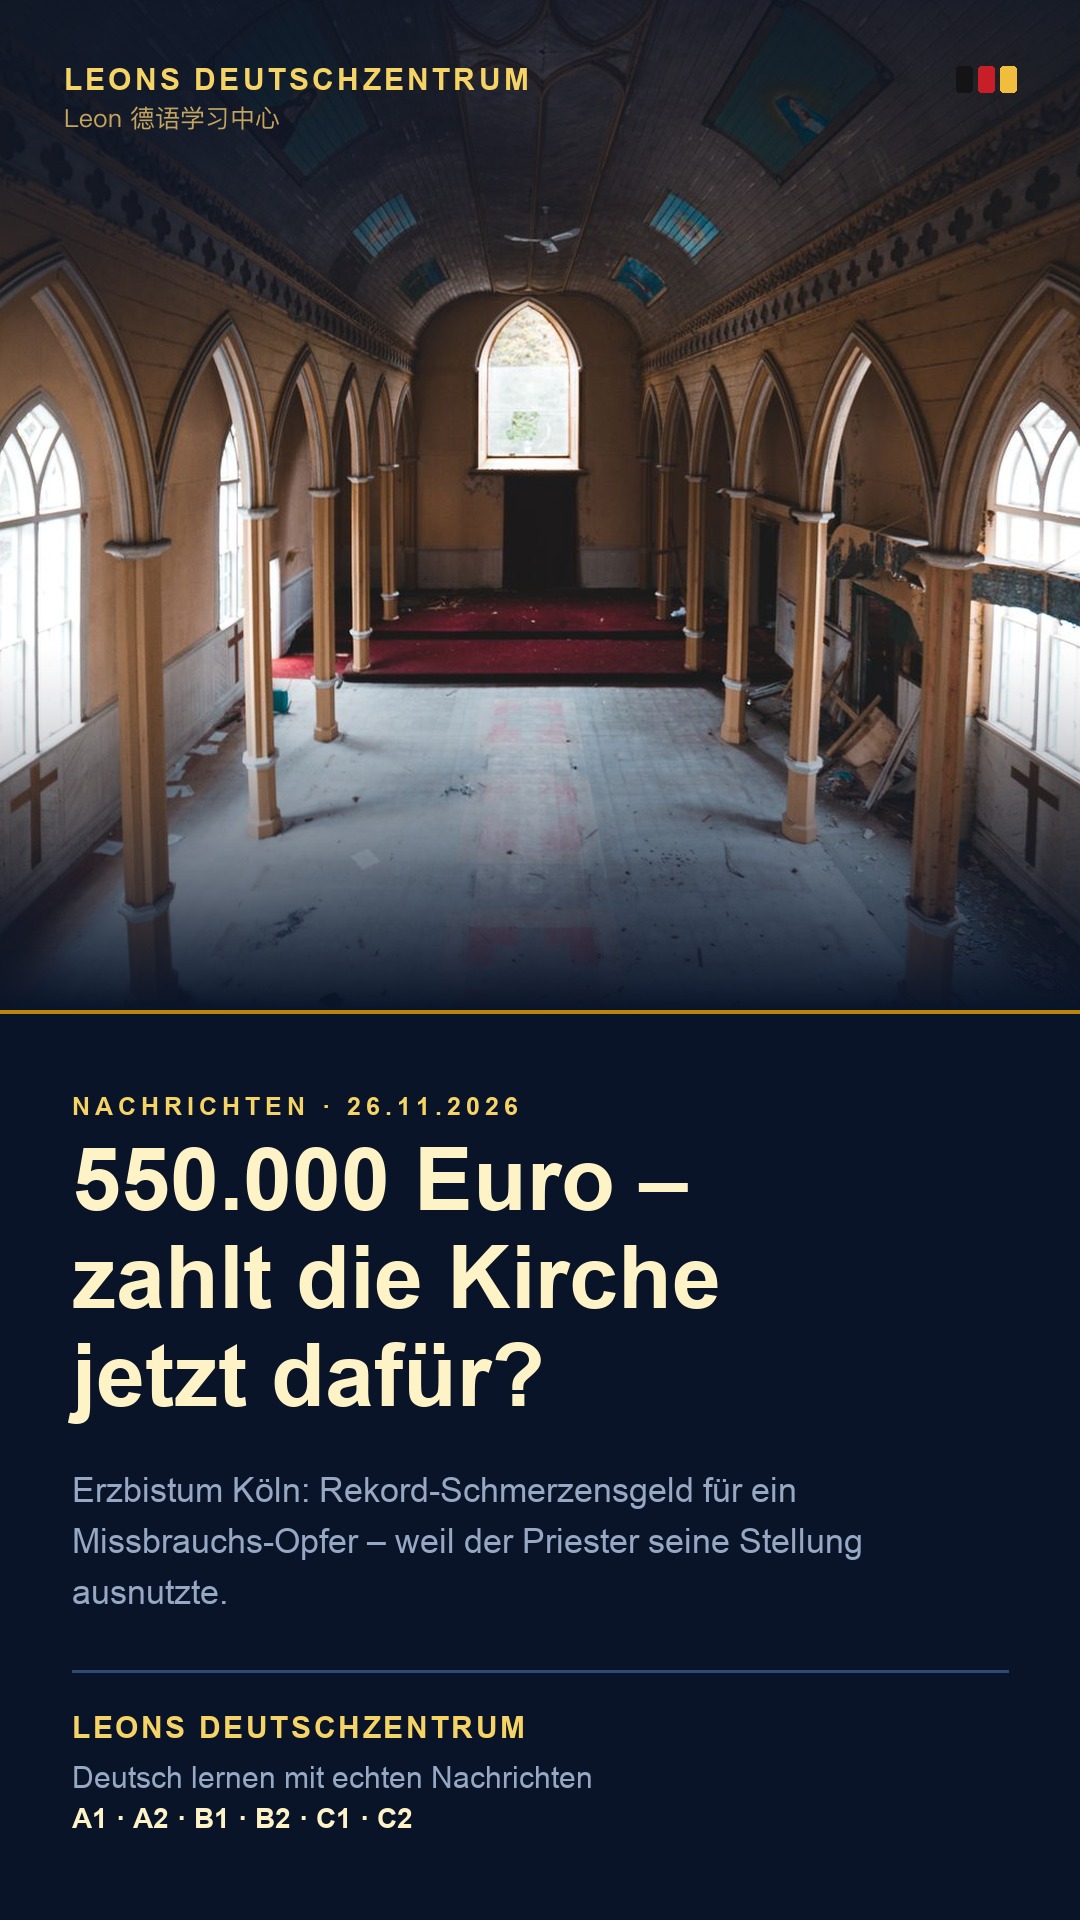 LEONS DEUTSCHZENTRUM
Leon 德语学习中心
NACHRICHTEN · 26.11.2026
550.000 Euro –
zahlt die Kirche
jetzt dafür?
Erzbistum Köln: Rekord-Schmerzensgeld für ein
Missbrauchs-Opfer – weil der Priester seine Stellung
ausnutzte.
LEONS DEUTSCHZENTRUM
Deutsch lernen mit echten Nachrichten
A1 · A2 · B1 · B2 · C1 · C2